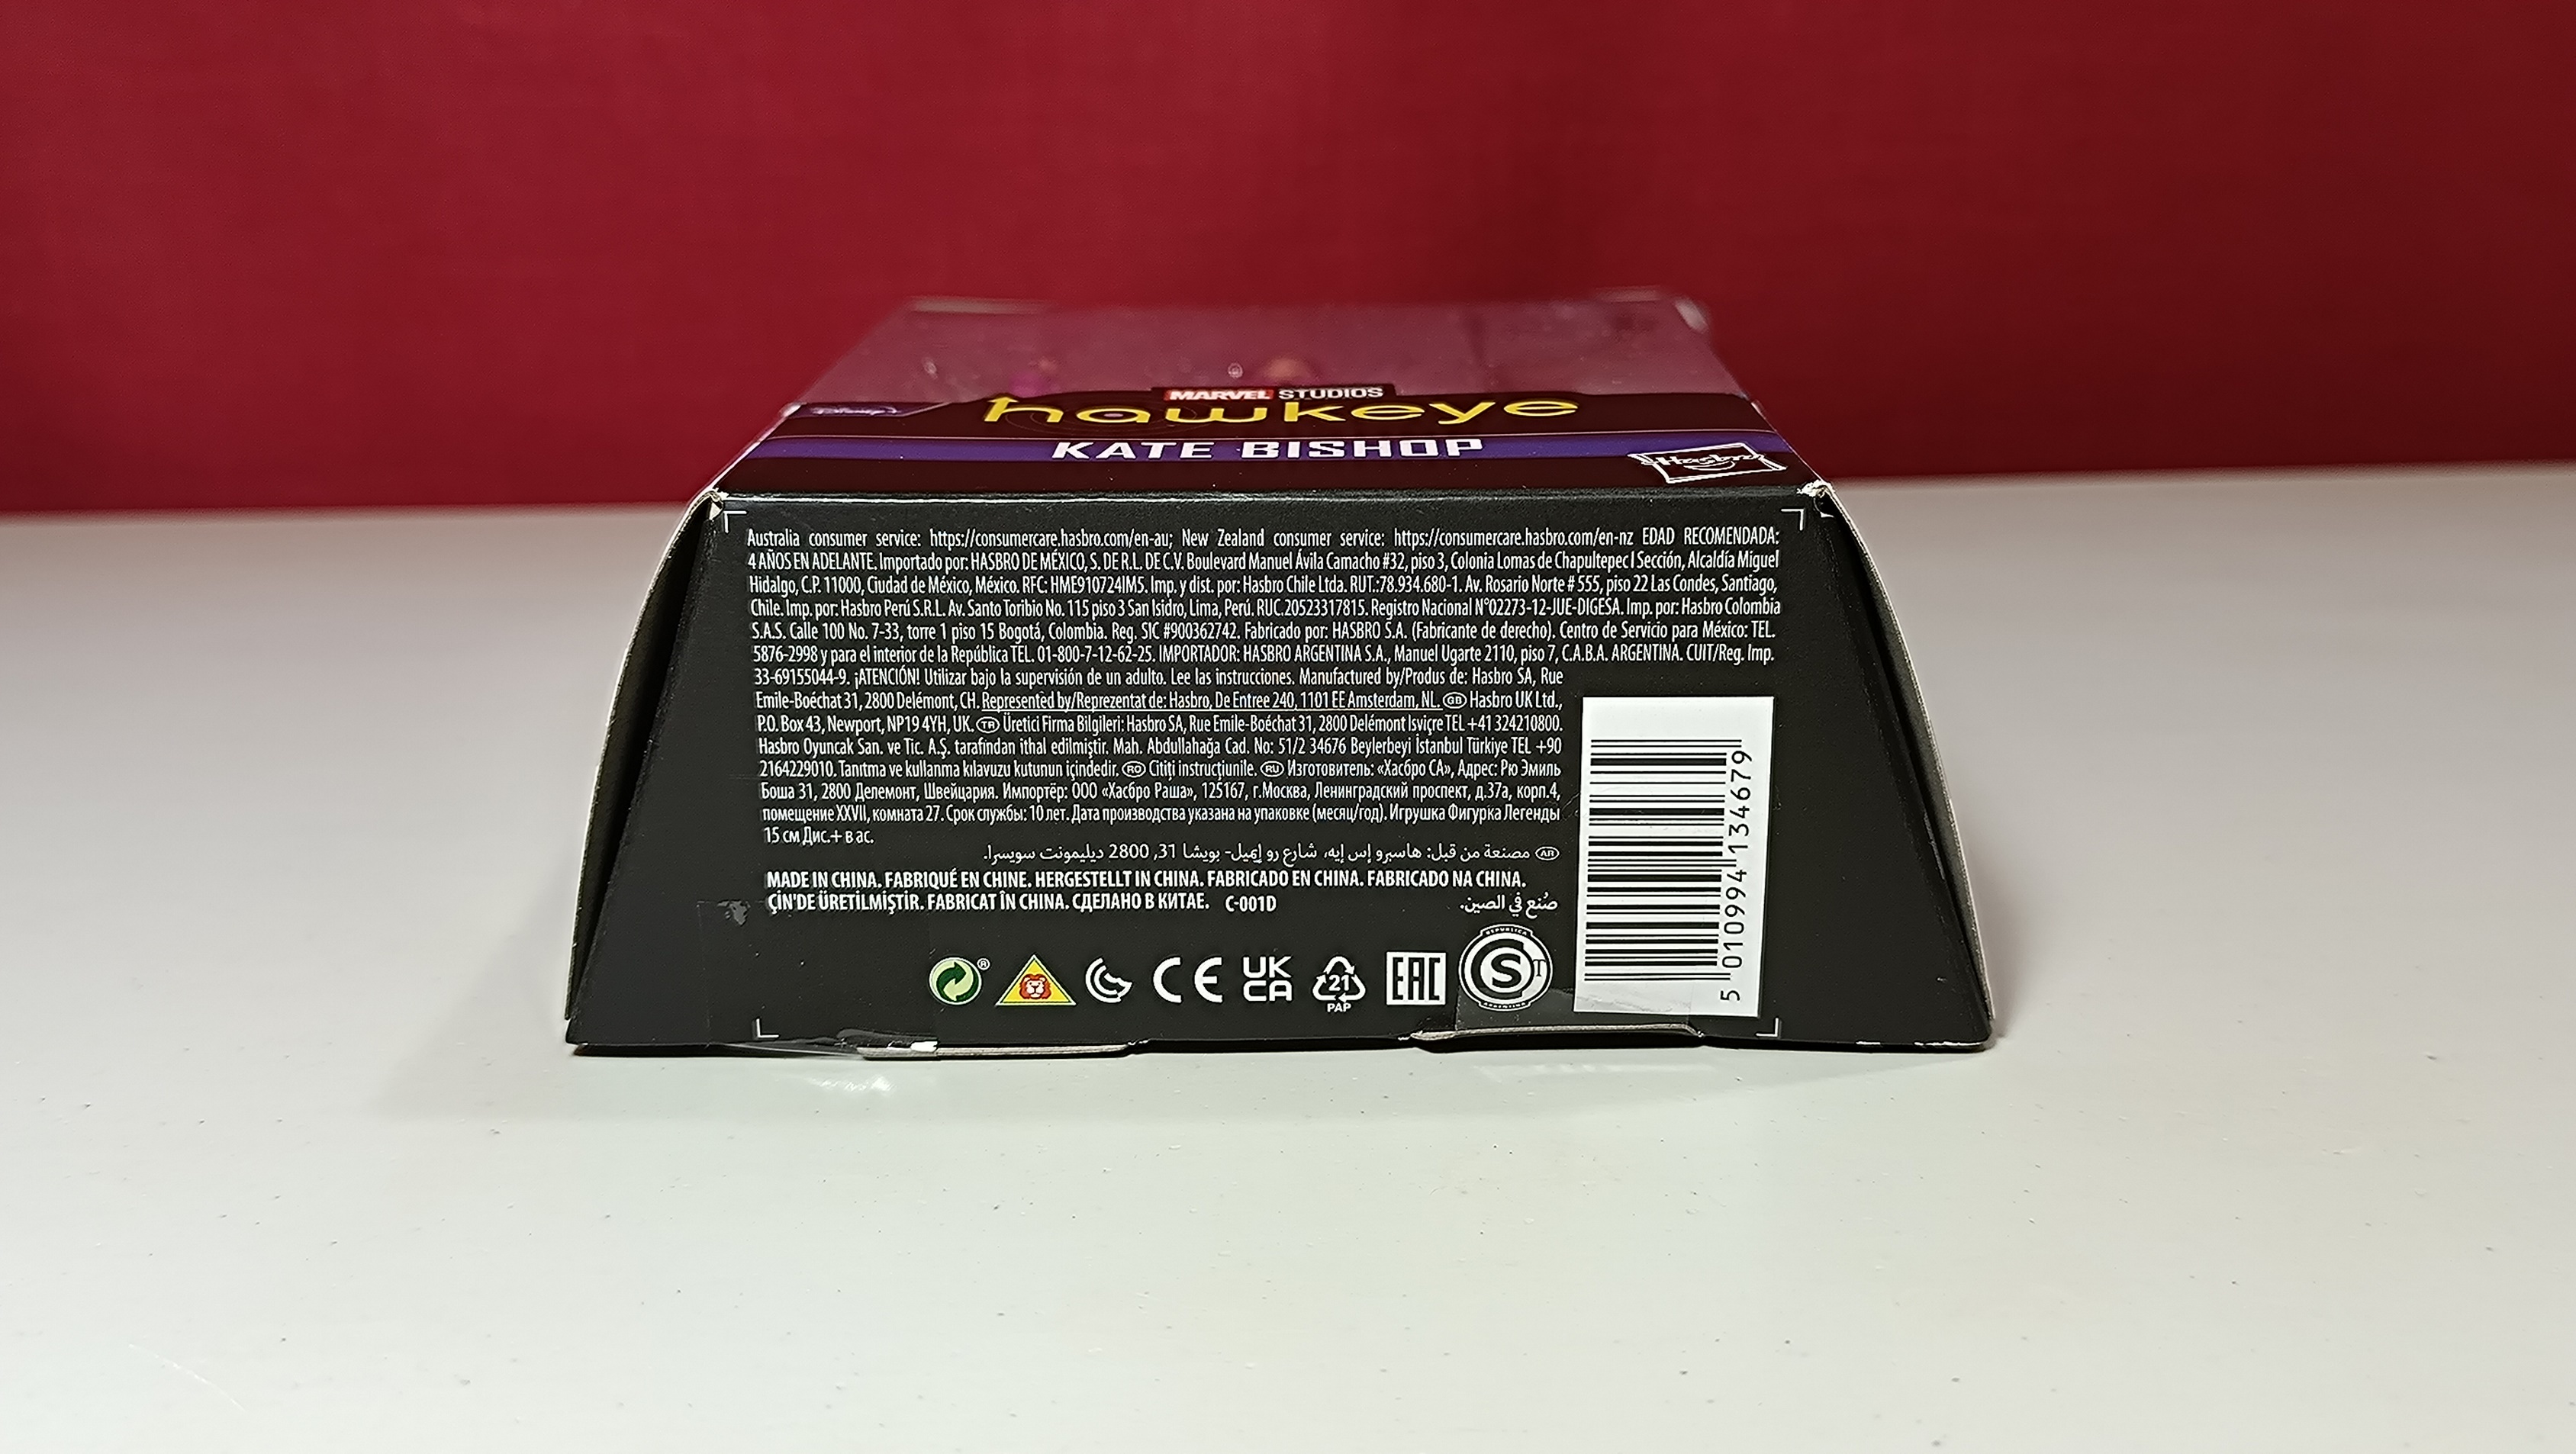 MARVEL STUDIOS
Disney+
hawkeye
KATE BISHOP
Hasbro
Australia consumer service: https://consumercare.hasbro.com/en-au; New Zealand consumer service: https://consumercare.hasbro.com/en-nz EDAD RECOMENDADA:
4 AÑOS EN ADELANTE. Importado por: HASBRO DE MÉXICO, S. DE R.L. DE C.V. Boulevard Manuel Ávila Camacho #32, piso 3, Colonia Lomas de Chapultepec I Sección, Alcaldía Miguel
Hidalgo, C.P. 11000, Ciudad de México, México. RFC: HME910724IM5. Imp. y dist. por: Hasbro Chile Ltda. RUT.:78.934.680-1. Av. Rosario Norte # 555, piso 22 Las Condes, Santiago,
Chile. Imp. por: Hasbro Perú S.R.L. Av. Santo Toribio No. 115 piso 3 San Isidro, Lima, Perú. RUC.20523317815. Registro Nacional N°02273-12-JUE-DIGESA. Imp. por: Hasbro Colombia
S.A.S. Calle 100 No. 7-33, torre 1 piso 15 Bogotá, Colombia. Reg. SIC #900362742. Fabricado por: HASBRO S.A. (Fabricante de derecho). Centro de Servicio para México: TEL.
5876-2998 y para el interior de la República TEL. 01-800-7-12-62-25. IMPORTADOR: HASBRO ARGENTINA S.A., Manuel Ugarte 2110, piso 7, C.A.B.A. ARGENTINA. CUIT/Reg. Imp.
33-69155044-9. ¡ATENCIÓN! Utilizar bajo la supervisión de un adulto. Lee las instrucciones. Manufactured by/Produs de: Hasbro SA, Rue
Emile-Boéchat 31, 2800 Delémont, CH. Represented by/Reprezentat de: Hasbro, De Entree 240, 1101 EE Amsterdam, NL. GB Hasbro UK Ltd.,
P.O. Box 43, Newport, NP19 4YH, UK. TR Üretici Firma Bilgileri: Hasbro SA, Rue Emile-Boéchat 31, 2800 Delémont Isviçre TEL +41 324210800.
Hasbro Oyuncak San. ve Tic. A.Ş. tarafından ithal edilmiştir. Mah. Abdullahağa Cad. No: 51/2 34676 Beylerbeyi İstanbul Türkiye TEL +90
2164229010. Tanıtma ve kullanma kılavuzu kutunun içindedir. RO Citiți instrucțiunile. RU Изготовитель: «Хасбро СА», Адрес: Рю Эмиль
Боша 31, 2800 Делемонт, Швейцария. Импортёр: ООО «Хасбро Раша», 125167, г.Москва, Ленинградский проспект, д.37а, корп.4,
помещение XXVII, комната 27. Срок службы: 10 лет. Дата производства указана на упаковке (месяц/год). Игрушка Фигурка Легенды
15 см Дис.+ в ас.
AR مصنعة من قبل: هاسبرو إس إيه، شارع رو إميل- بويشا 31, 2800 ديليمونت سويسرا.
MADE IN CHINA. FABRIQUÉ EN CHINE. HERGESTELLT IN CHINA. FABRICADO EN CHINA. FABRICADO NA CHINA.
ÇİN'DE ÜRETİLMİŞTİR. FABRICAT ÎN CHINA. СДЕЛАНО В КИТАЕ. C-001D صُنع في الصين.
® CE UK CA 21 PAP EAC S T
REPUBLICA ARGENTINA
5 010994 134679